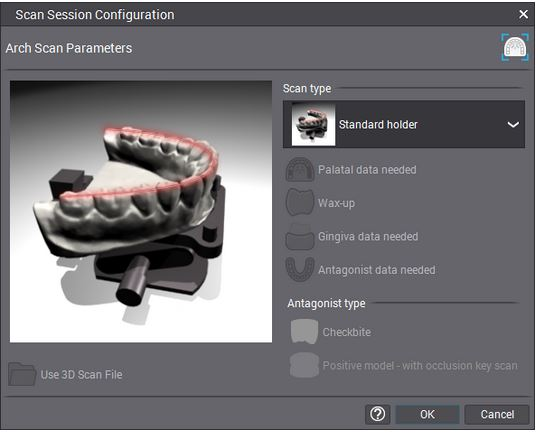 Scan Session Configuration
Arch Scan Parameters
Scan type
Standard holder
Palatal data needed
Wax-up
Gingiva data needed
Antagonist data needed
Antagonist type
Checkbite
Positive model - with occlusion key scan
Use 3D Scan File
? OK Cancel